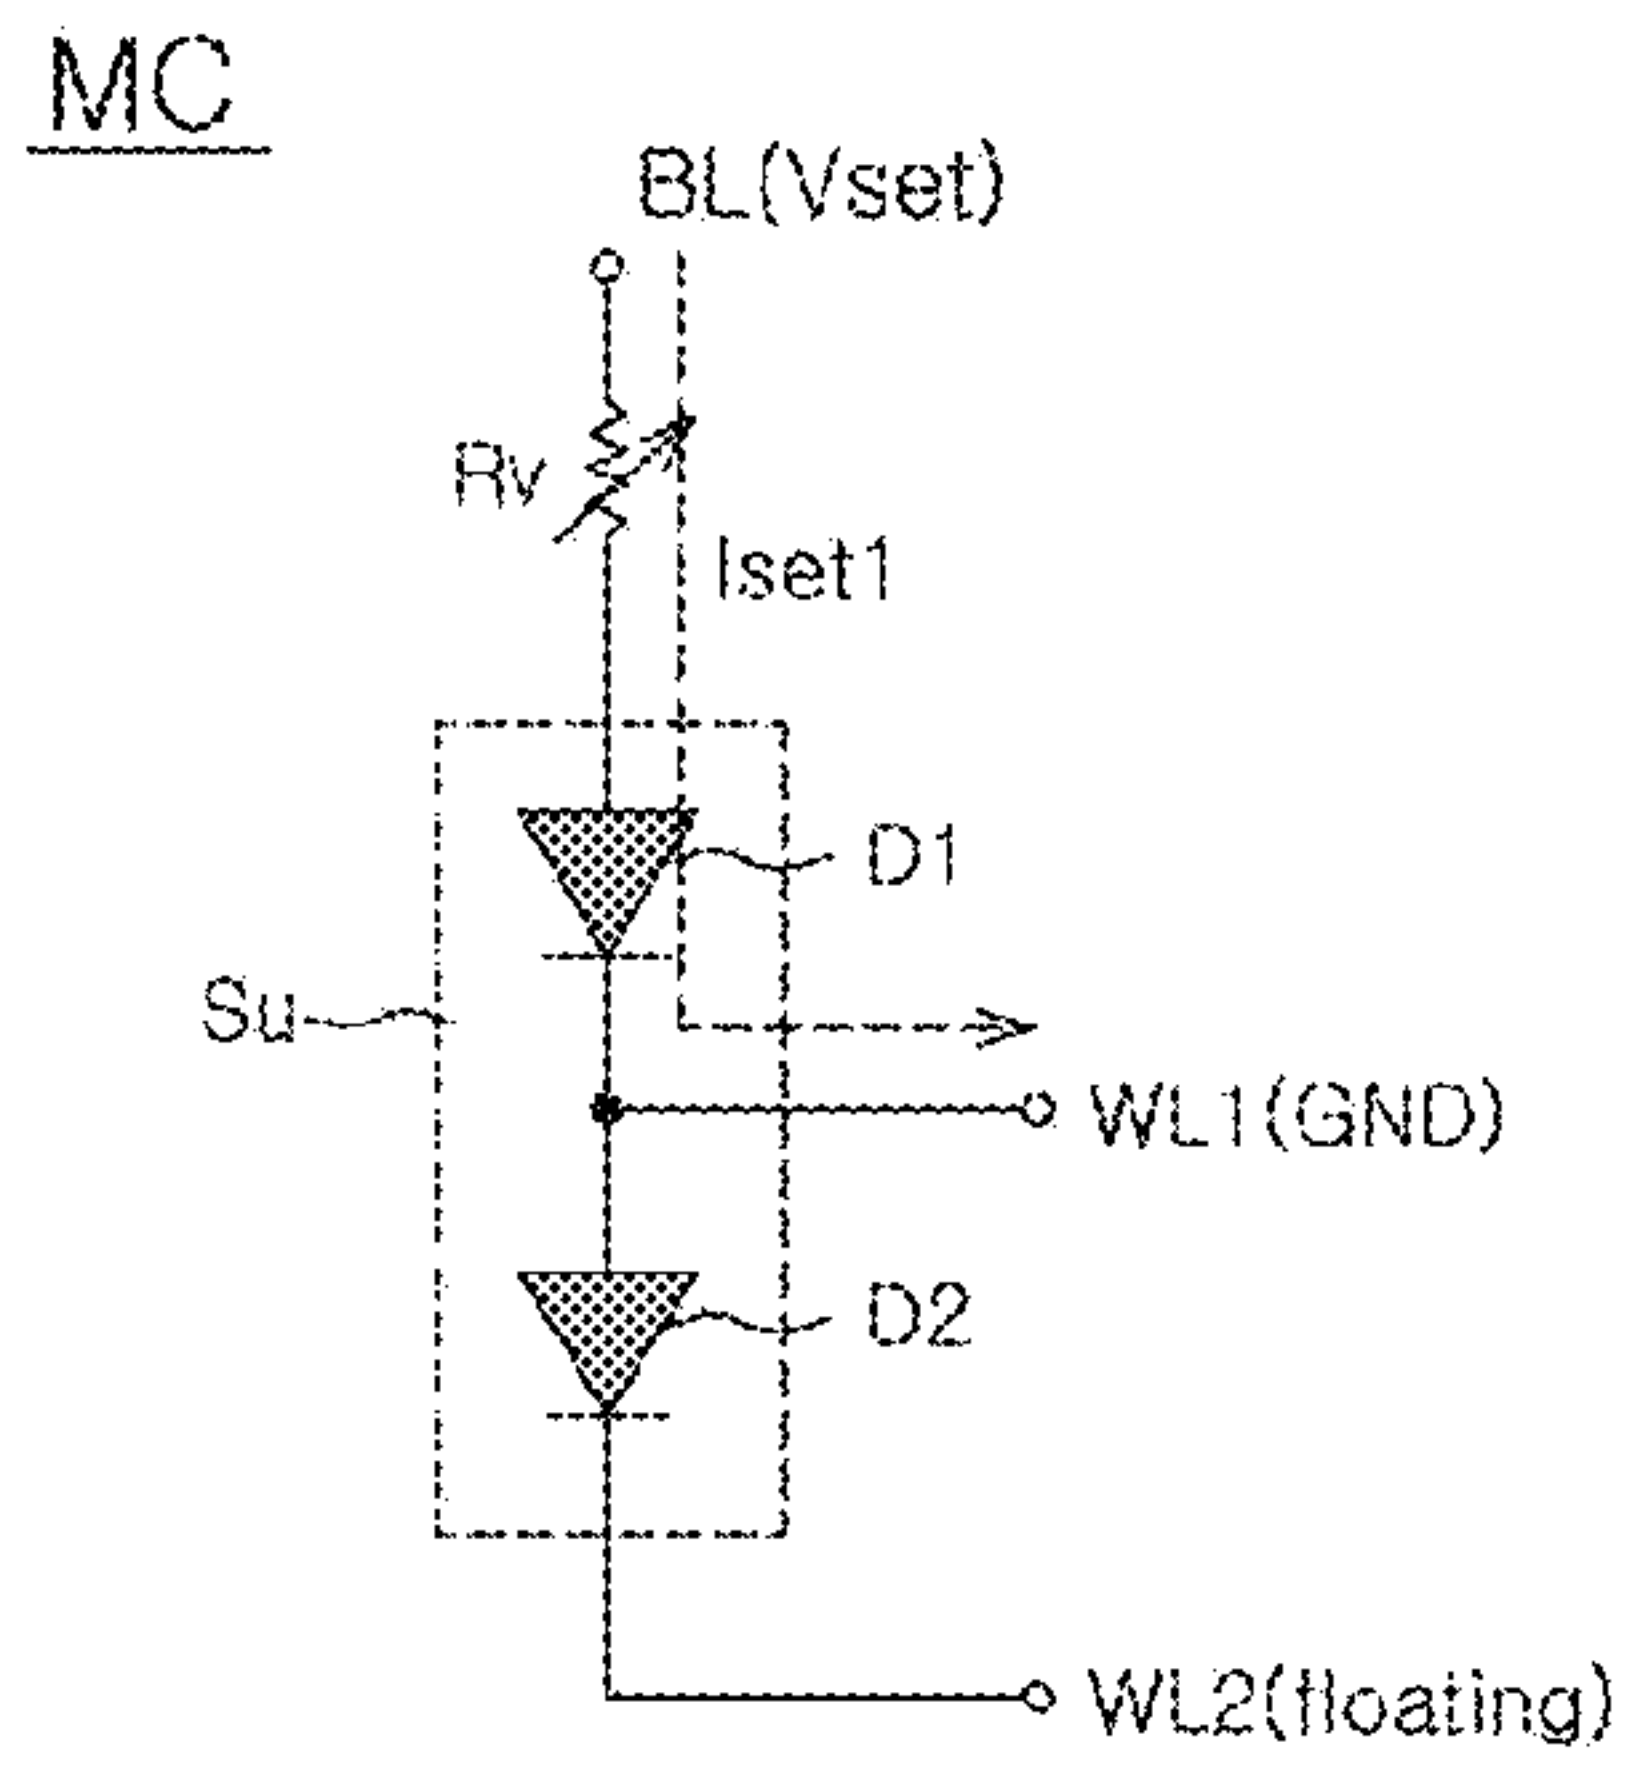 MC
BL(Vset)
Rv
Iset1
D1
Su
WL1(GND)
D2
WL2(floating)